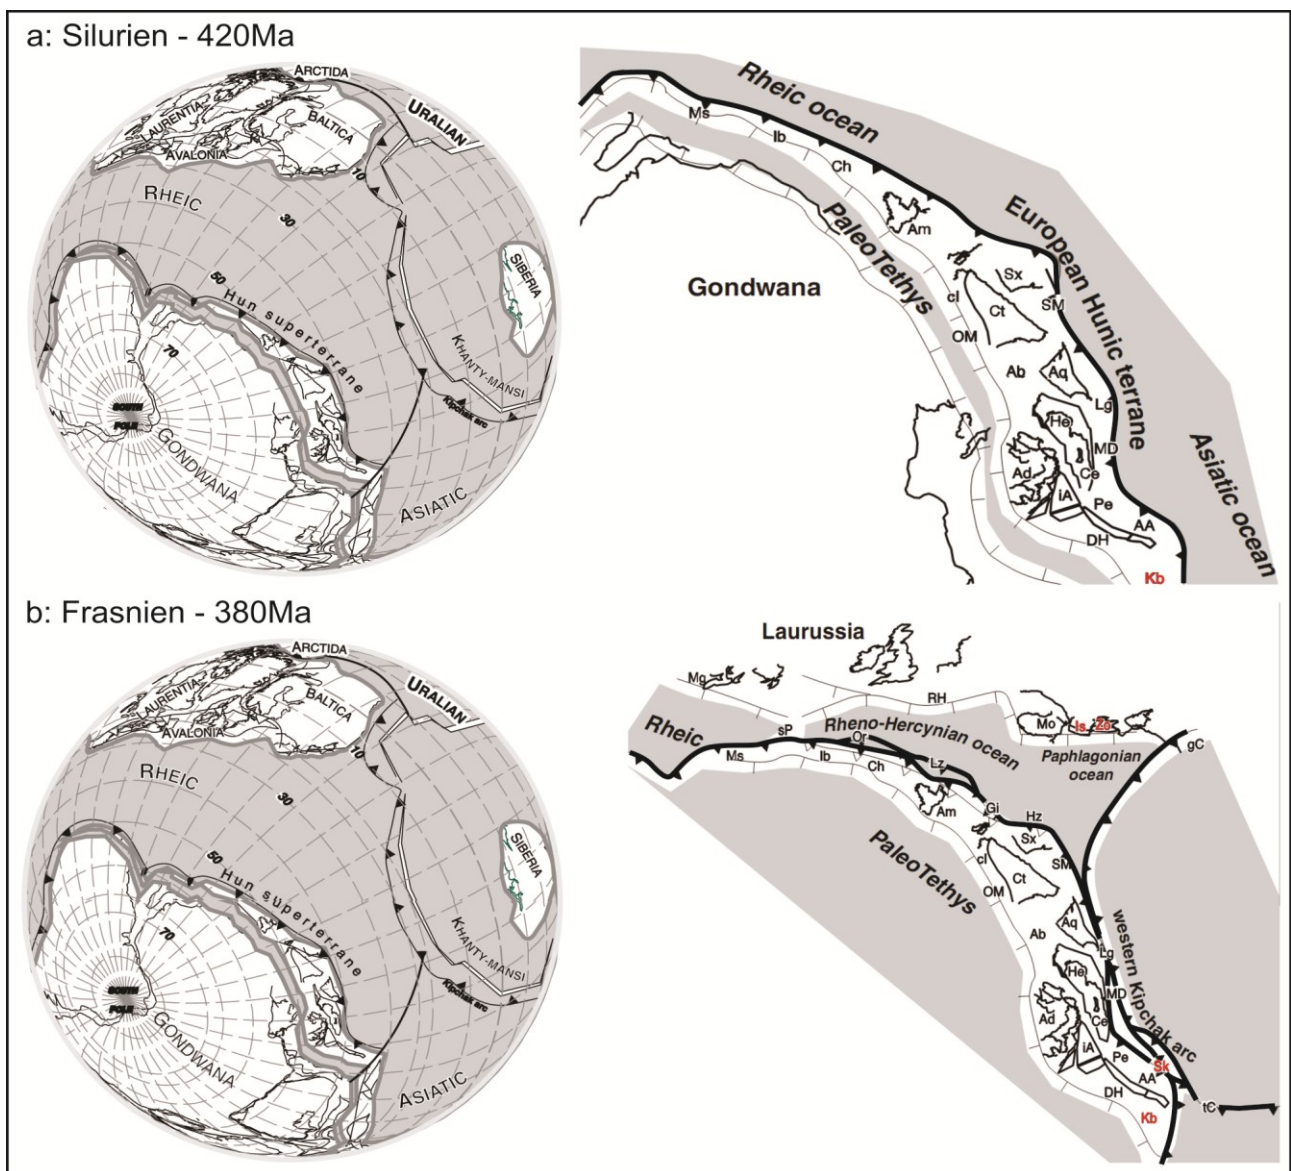 a: Silurien - 420Ma
ARCTIDA
LAURENTIA
BALTICA
URALIAN
AVALONIA
10
RHEIC
30
SIBERIA
50
Hun superterrane
70
KHANTY-MANSI
SOUTH
POLE
Kipchak arc
GONDWANA
ASIATIC
Rheic ocean
Ms
Ib
Ch
Am
PaleoTethys
European Hunic terrane
Gondwana
Sx
cl
Ct
SM
OM
Ab
Aq
Lg
He
MD
Ad
Ce
iA
Pe
AA
DH
Asiatic ocean
Kb
b: Frasnien - 380Ma
ARCTIDA
LAURENTIA
BALTICA
URALIAN
AVALONIA
10
RHEIC
30
SIBERIA
50
Hun superterrane
70
KHANTY-MANSI
SOUTH
POLE
Kipchak arc
GONDWANA
ASIATIC
Laurussia
Mg
RH
Mo
Is
Zo
Rheic
sP
Or
Rheno-Hercynian ocean
Paphlagonian
ocean
gC
Ms
Ib
Ch
Lz
Am
Gi
Hz
PaleoTethys
Sx
cl
Ct
SM
OM
Ab
Aq
Lg
western Kipchak arc
He
MD
Ad
Ce
iA
Pe
Sk
AA
DH
tC
Kb